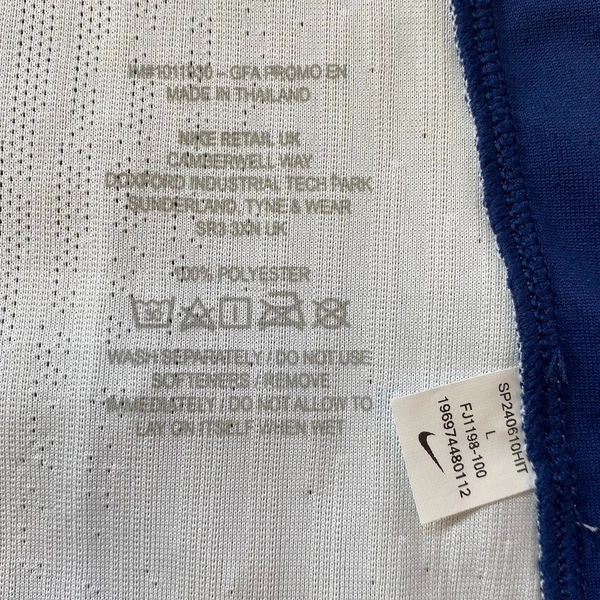 GFA PROMO EN
MADE IN THAILAND
NIKE RETAIL UK
CAMBERWELL WAY
DOXFORD INDUSTRIAL TECH PARK
SUNDERLAND, TYNE & WEAR
SR3 3XN UK
100% POLYESTER
WASH SEPARATELY / DO NOT USE
SOFTENERS / REMOVE
IMMEDIATELY / DO NOT ALLOW TO
LAY ON ITSELF WHEN WET
SP240610HIT
L
FJ1198-100
196974480112